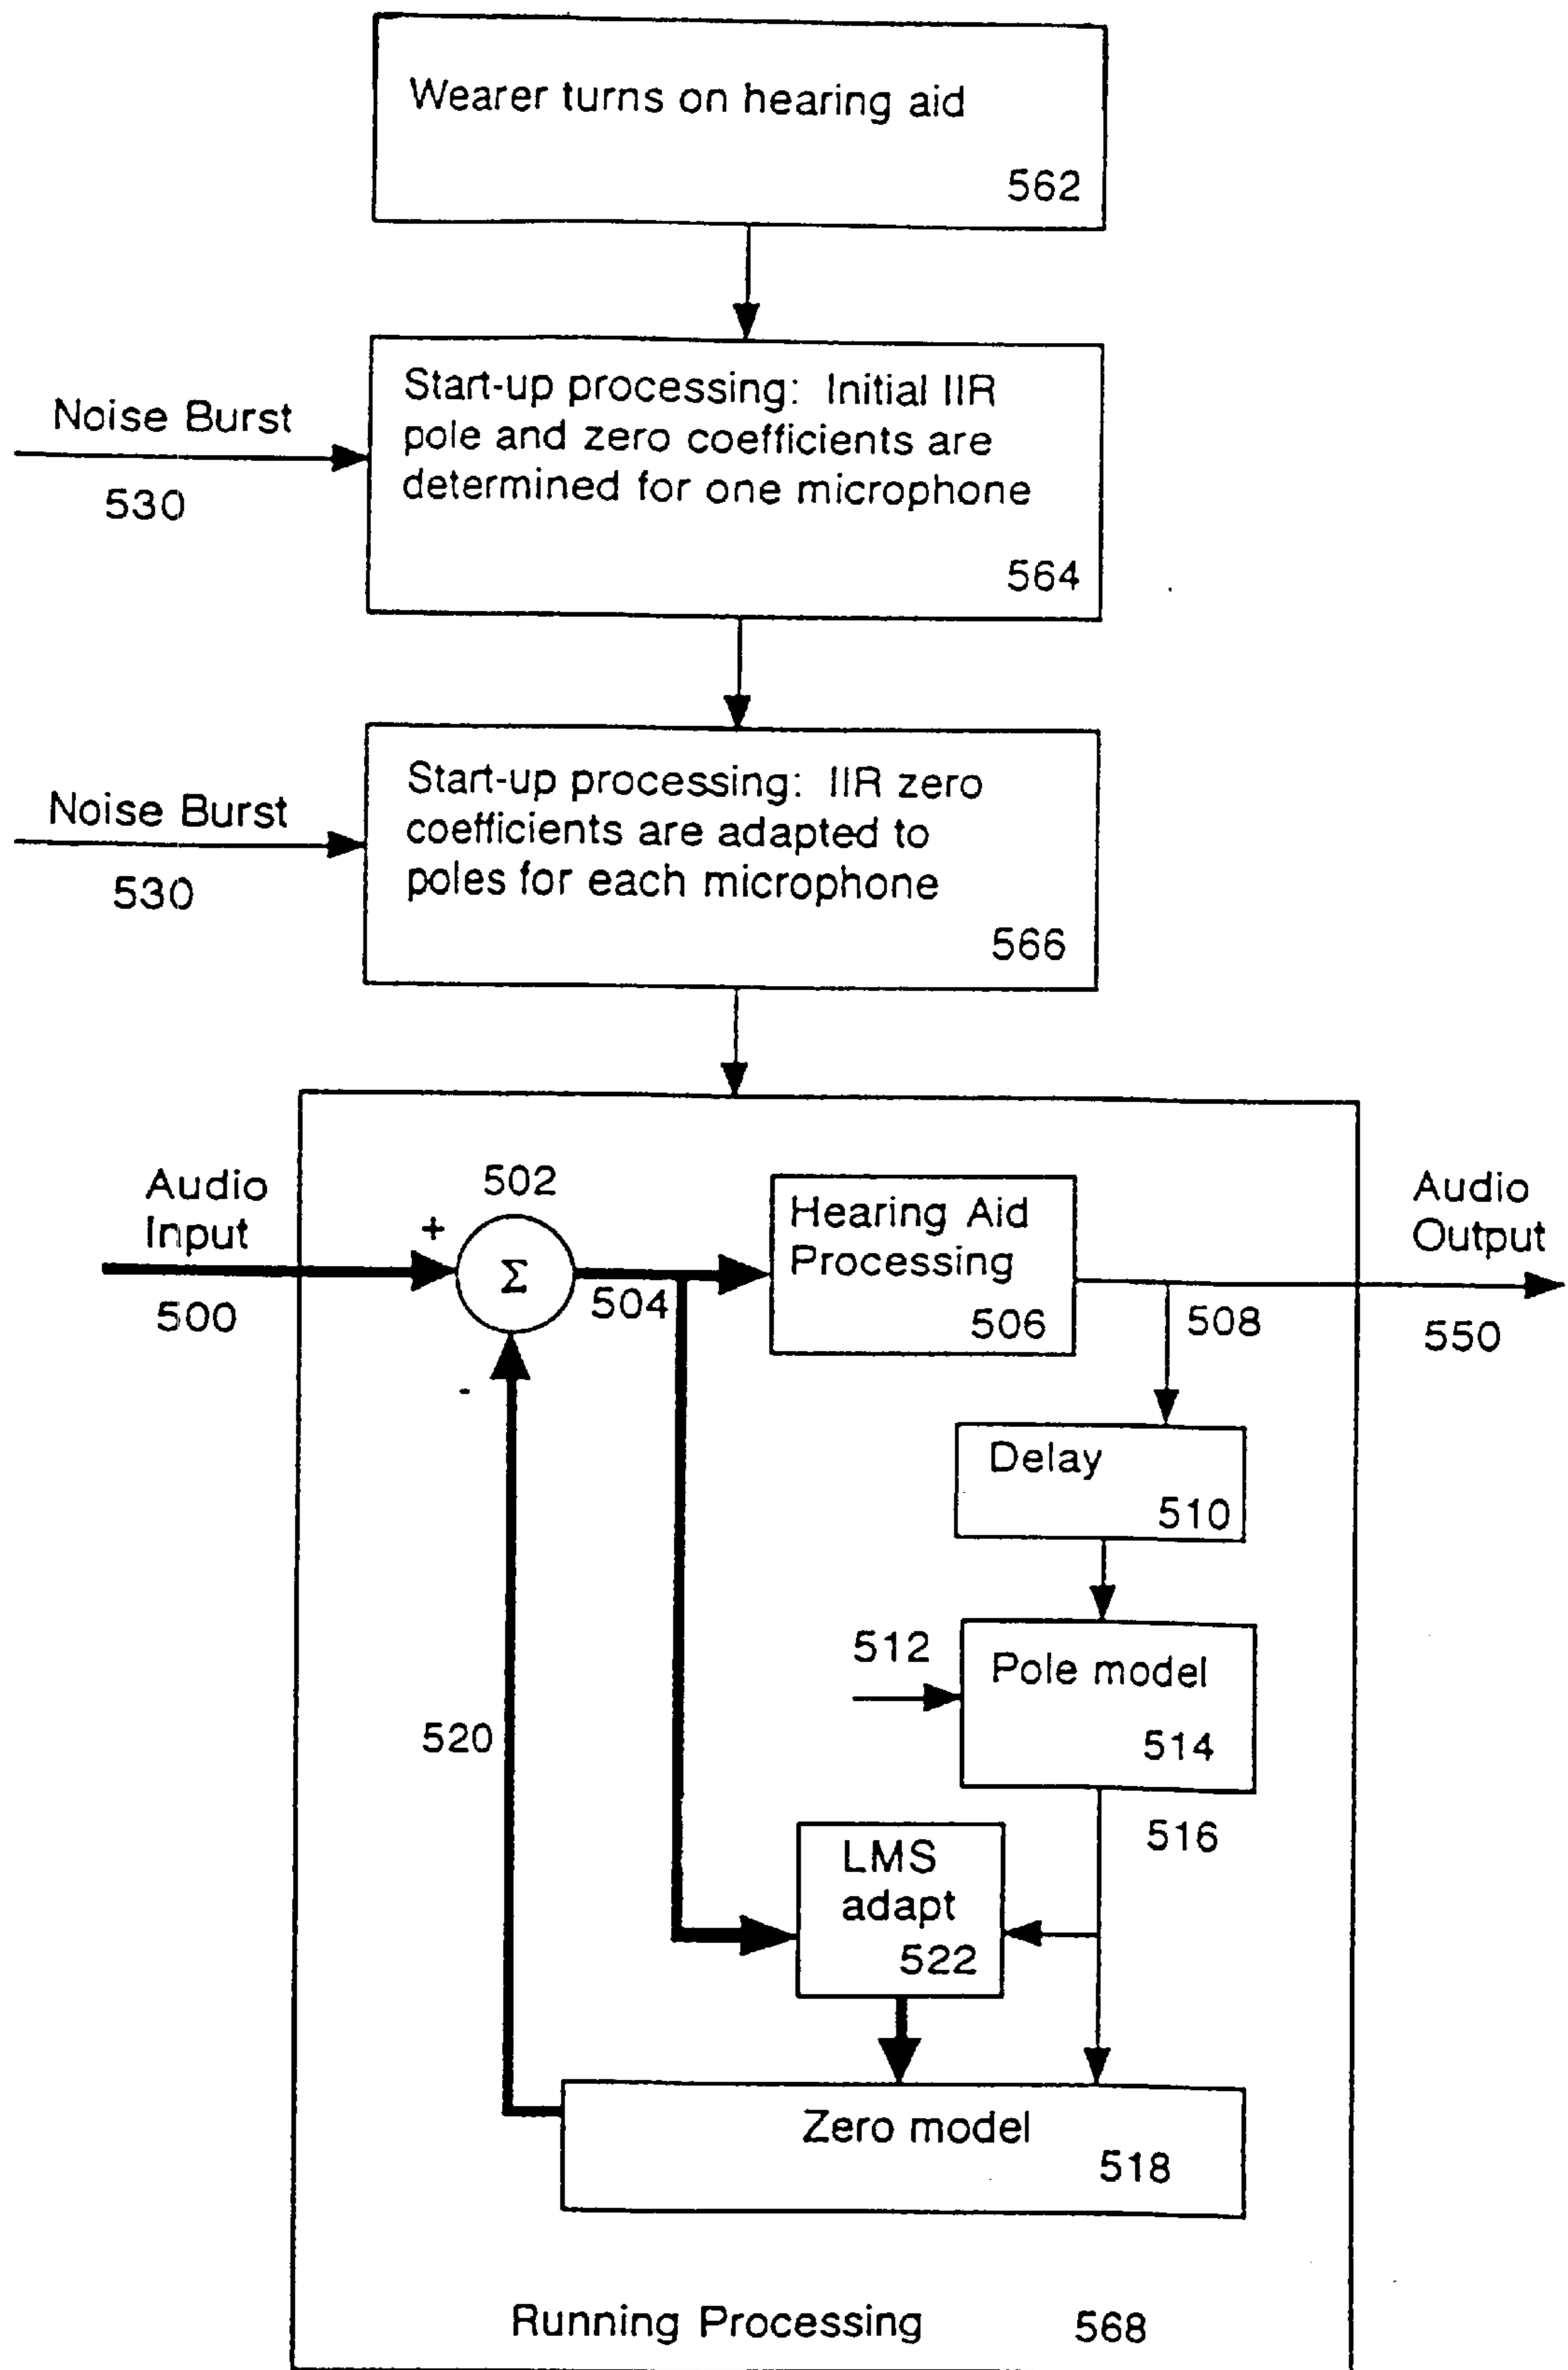 Wearer turns on hearing aid
562
Noise Burst
530
Start-up processing: Initial IIR
pole and zero coefficients are
determined for one microphone
564
Noise Burst
530
Start-up processing: IIR zero
coefficients are adapted to
poles for each microphone
566
Audio
Input
500
+
502
Σ
-
504
Hearing Aid
Processing
506
508
Audio
Output
550
Delay
510
512
Pole model
514
516
520
LMS
adapt
522
Zero model
518
Running Processing 568